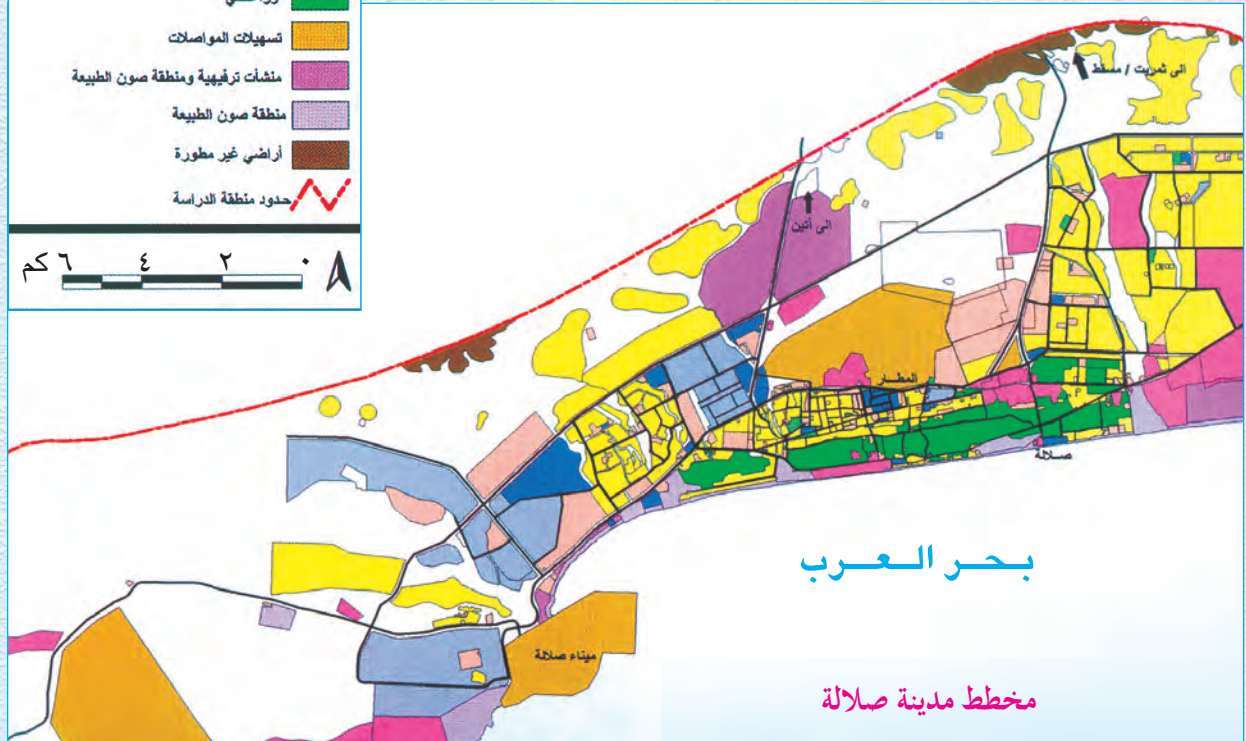 تسهيلات المواصلات
منشأت ترفيهية ومنطقة صون الطبيعة
منطقة صون الطبيعة
أراضي غير مطورة
حدود منطقة الدراسة
٠ ٢ ٤ ٦ كم
الى ثمريت / مسقط
الى أتين
المطار
صلالة
بحر العرب
ميناء صلالة
مخطط مدينة صلالة